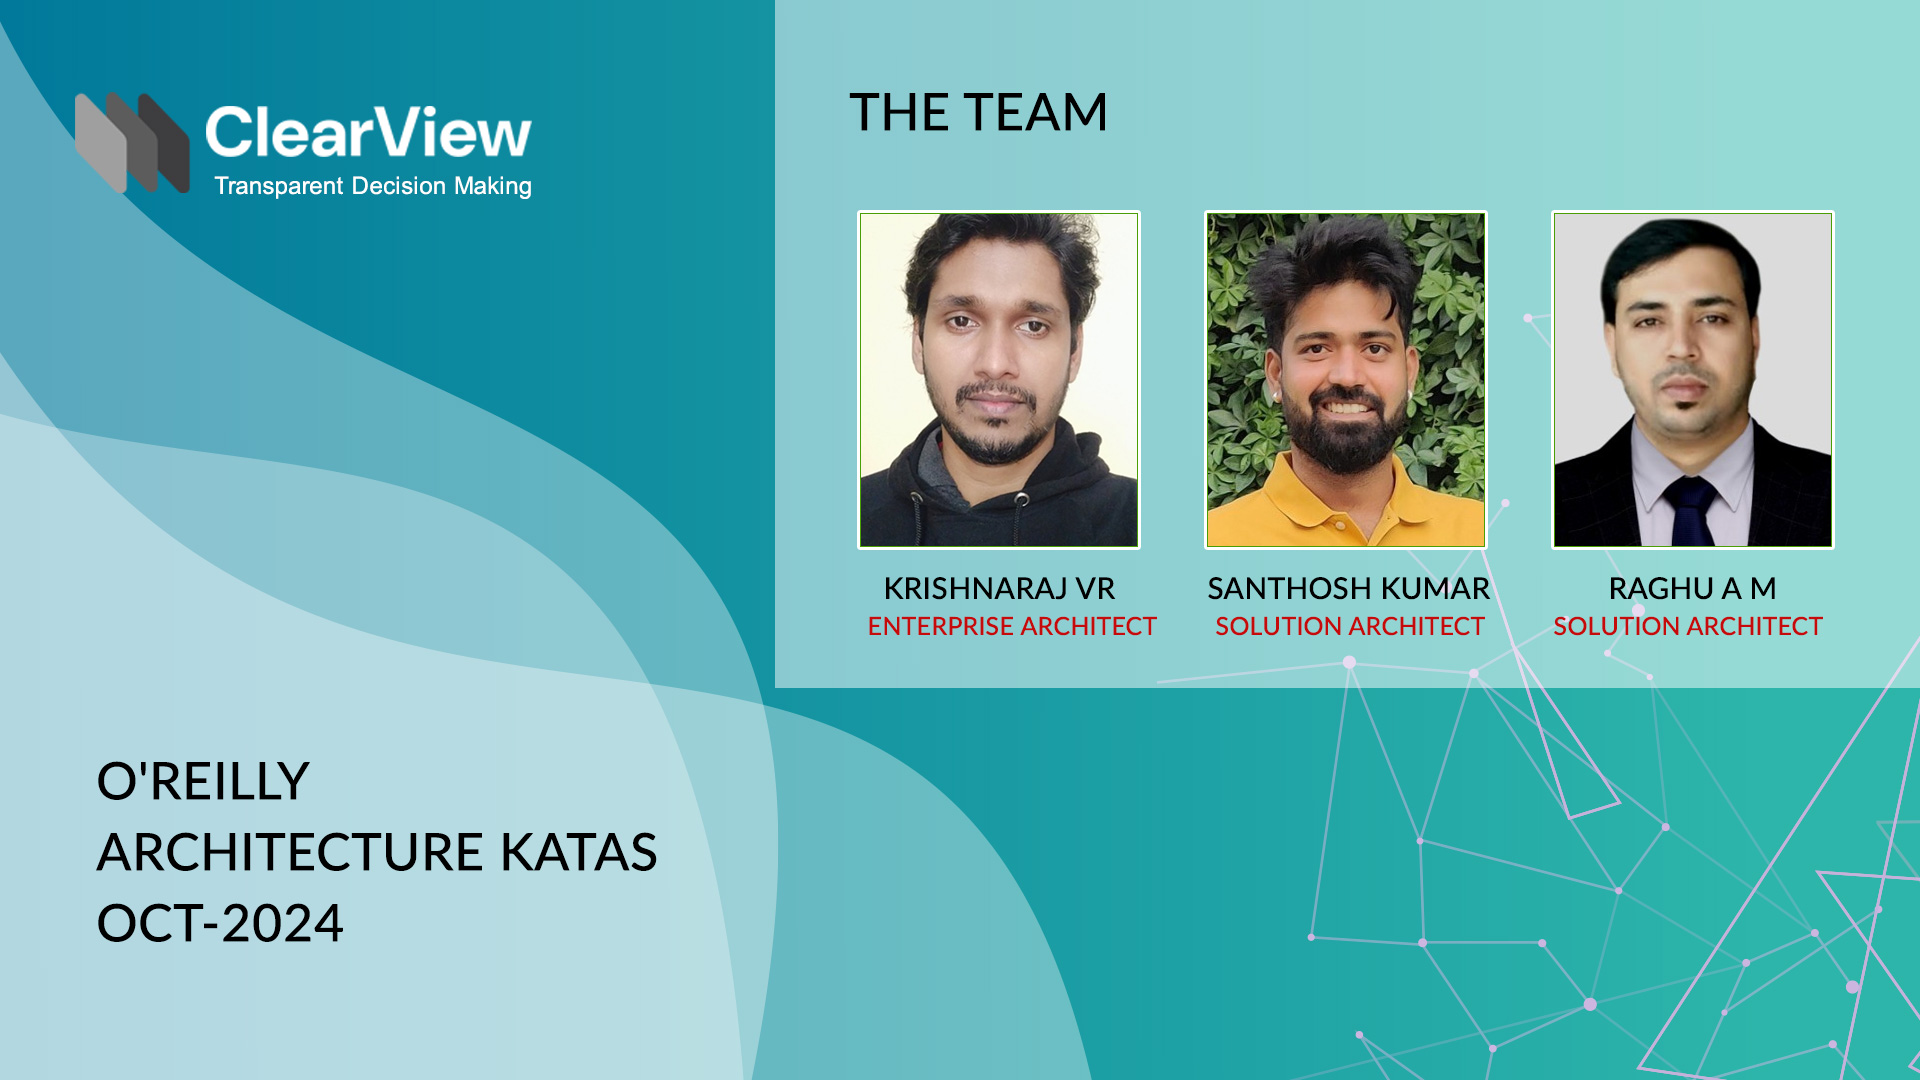 ClearView
Transparent Decision Making
THE TEAM
KRISHNARAJ VR
ENTERPRISE ARCHITECT
SANTHOSH KUMAR
SOLUTION ARCHITECT
RAGHU A M
SOLUTION ARCHITECT
O'REILLY
ARCHITECTURE KATAS
OCT-2024